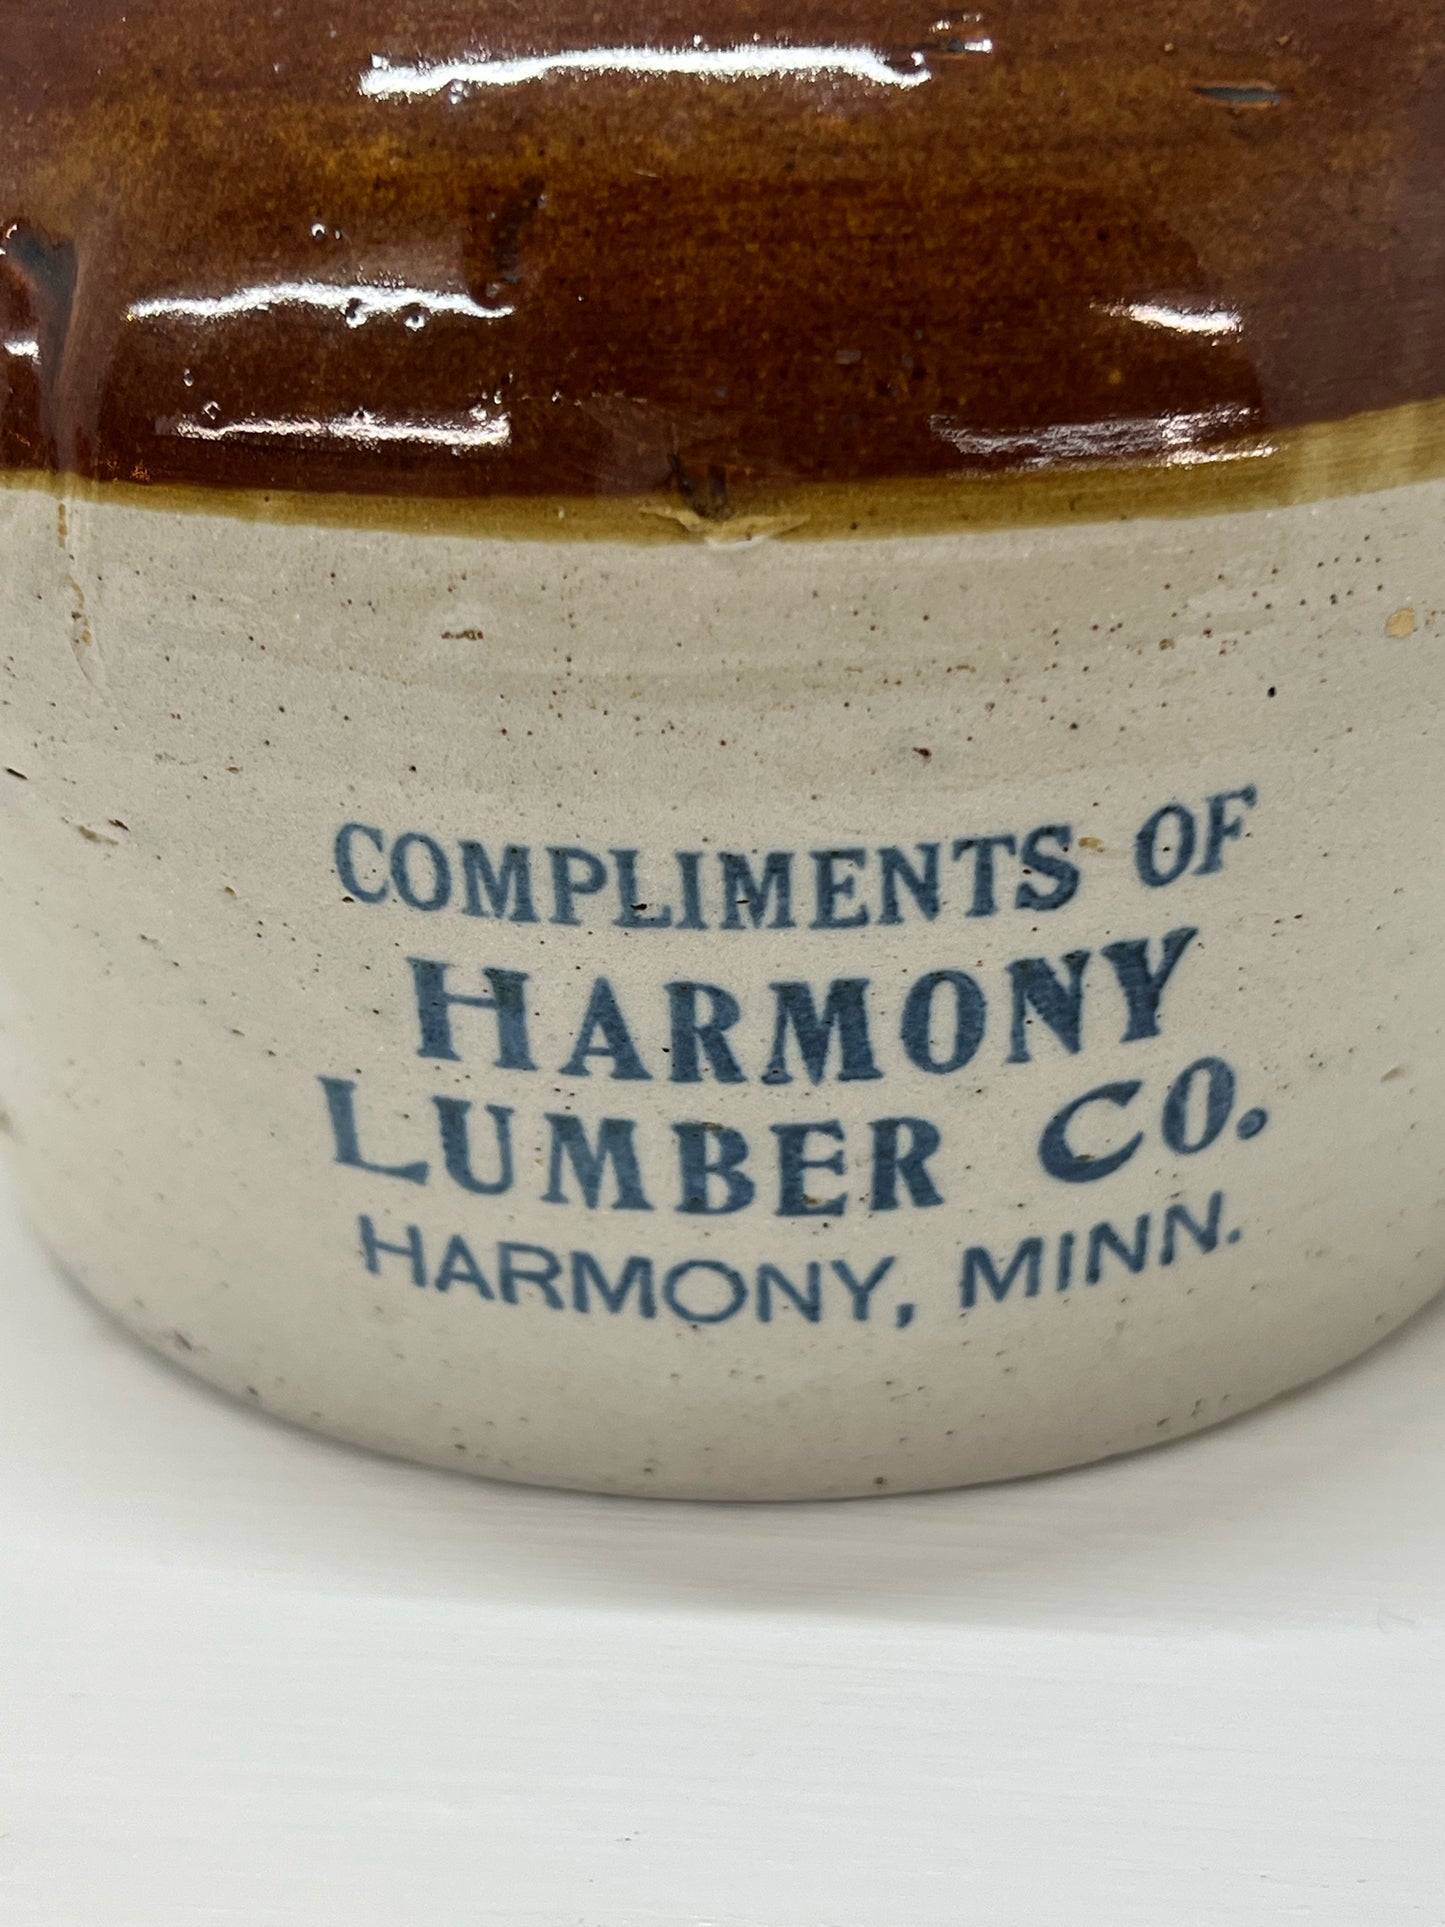 COMPLIMENTS OF
HARMONY
LUMBER CO.
HARMONY, MINN.